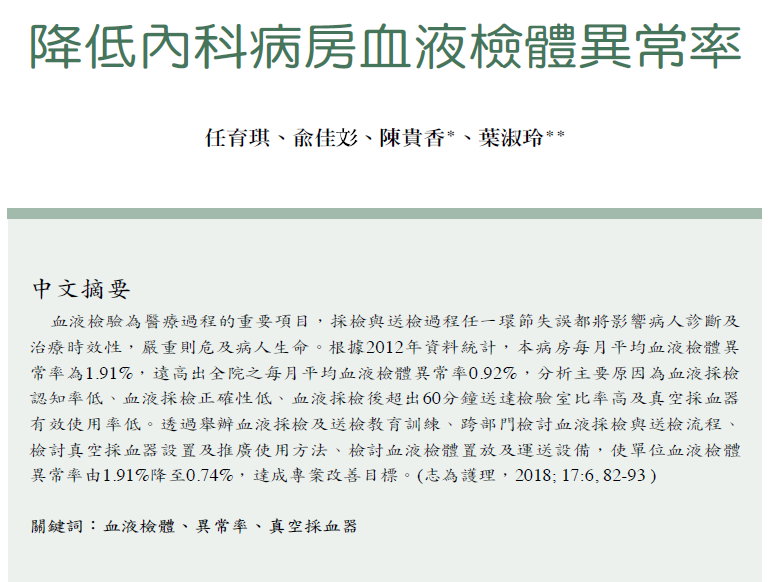 降低內科病房血液檢體異常率
任育琪、俞佳彣、陳貴香*、葉淑玲**
中文摘要
血液檢驗為醫療過程的重要項目，採檢與送檢過程任一環節失誤都將影響病人診斷及
治療時效性，嚴重則危及病人生命。根據2012年資料統計，本病房每月平均血液檢體異
常率為1.91%，遠高出全院之每月平均血液檢體異常率0.92%，分析主要原因為血液採檢
認知率低、血液採檢正確性低、血液採檢後超出60分鐘送達檢驗室比率高及真空採血器
有效使用率低。透過舉辦血液採檢及送檢教育訓練、跨部門檢討血液採檢與送檢流程、
檢討真空採血器設置及推廣使用方法、檢討血液檢體置放及運送設備，使單位血液檢體
異常率由1.91%降至0.74%，達成專案改善目標。(志為護理，2018; 17:6, 82-93 )
關鍵詞：血液檢體、異常率、真空採血器